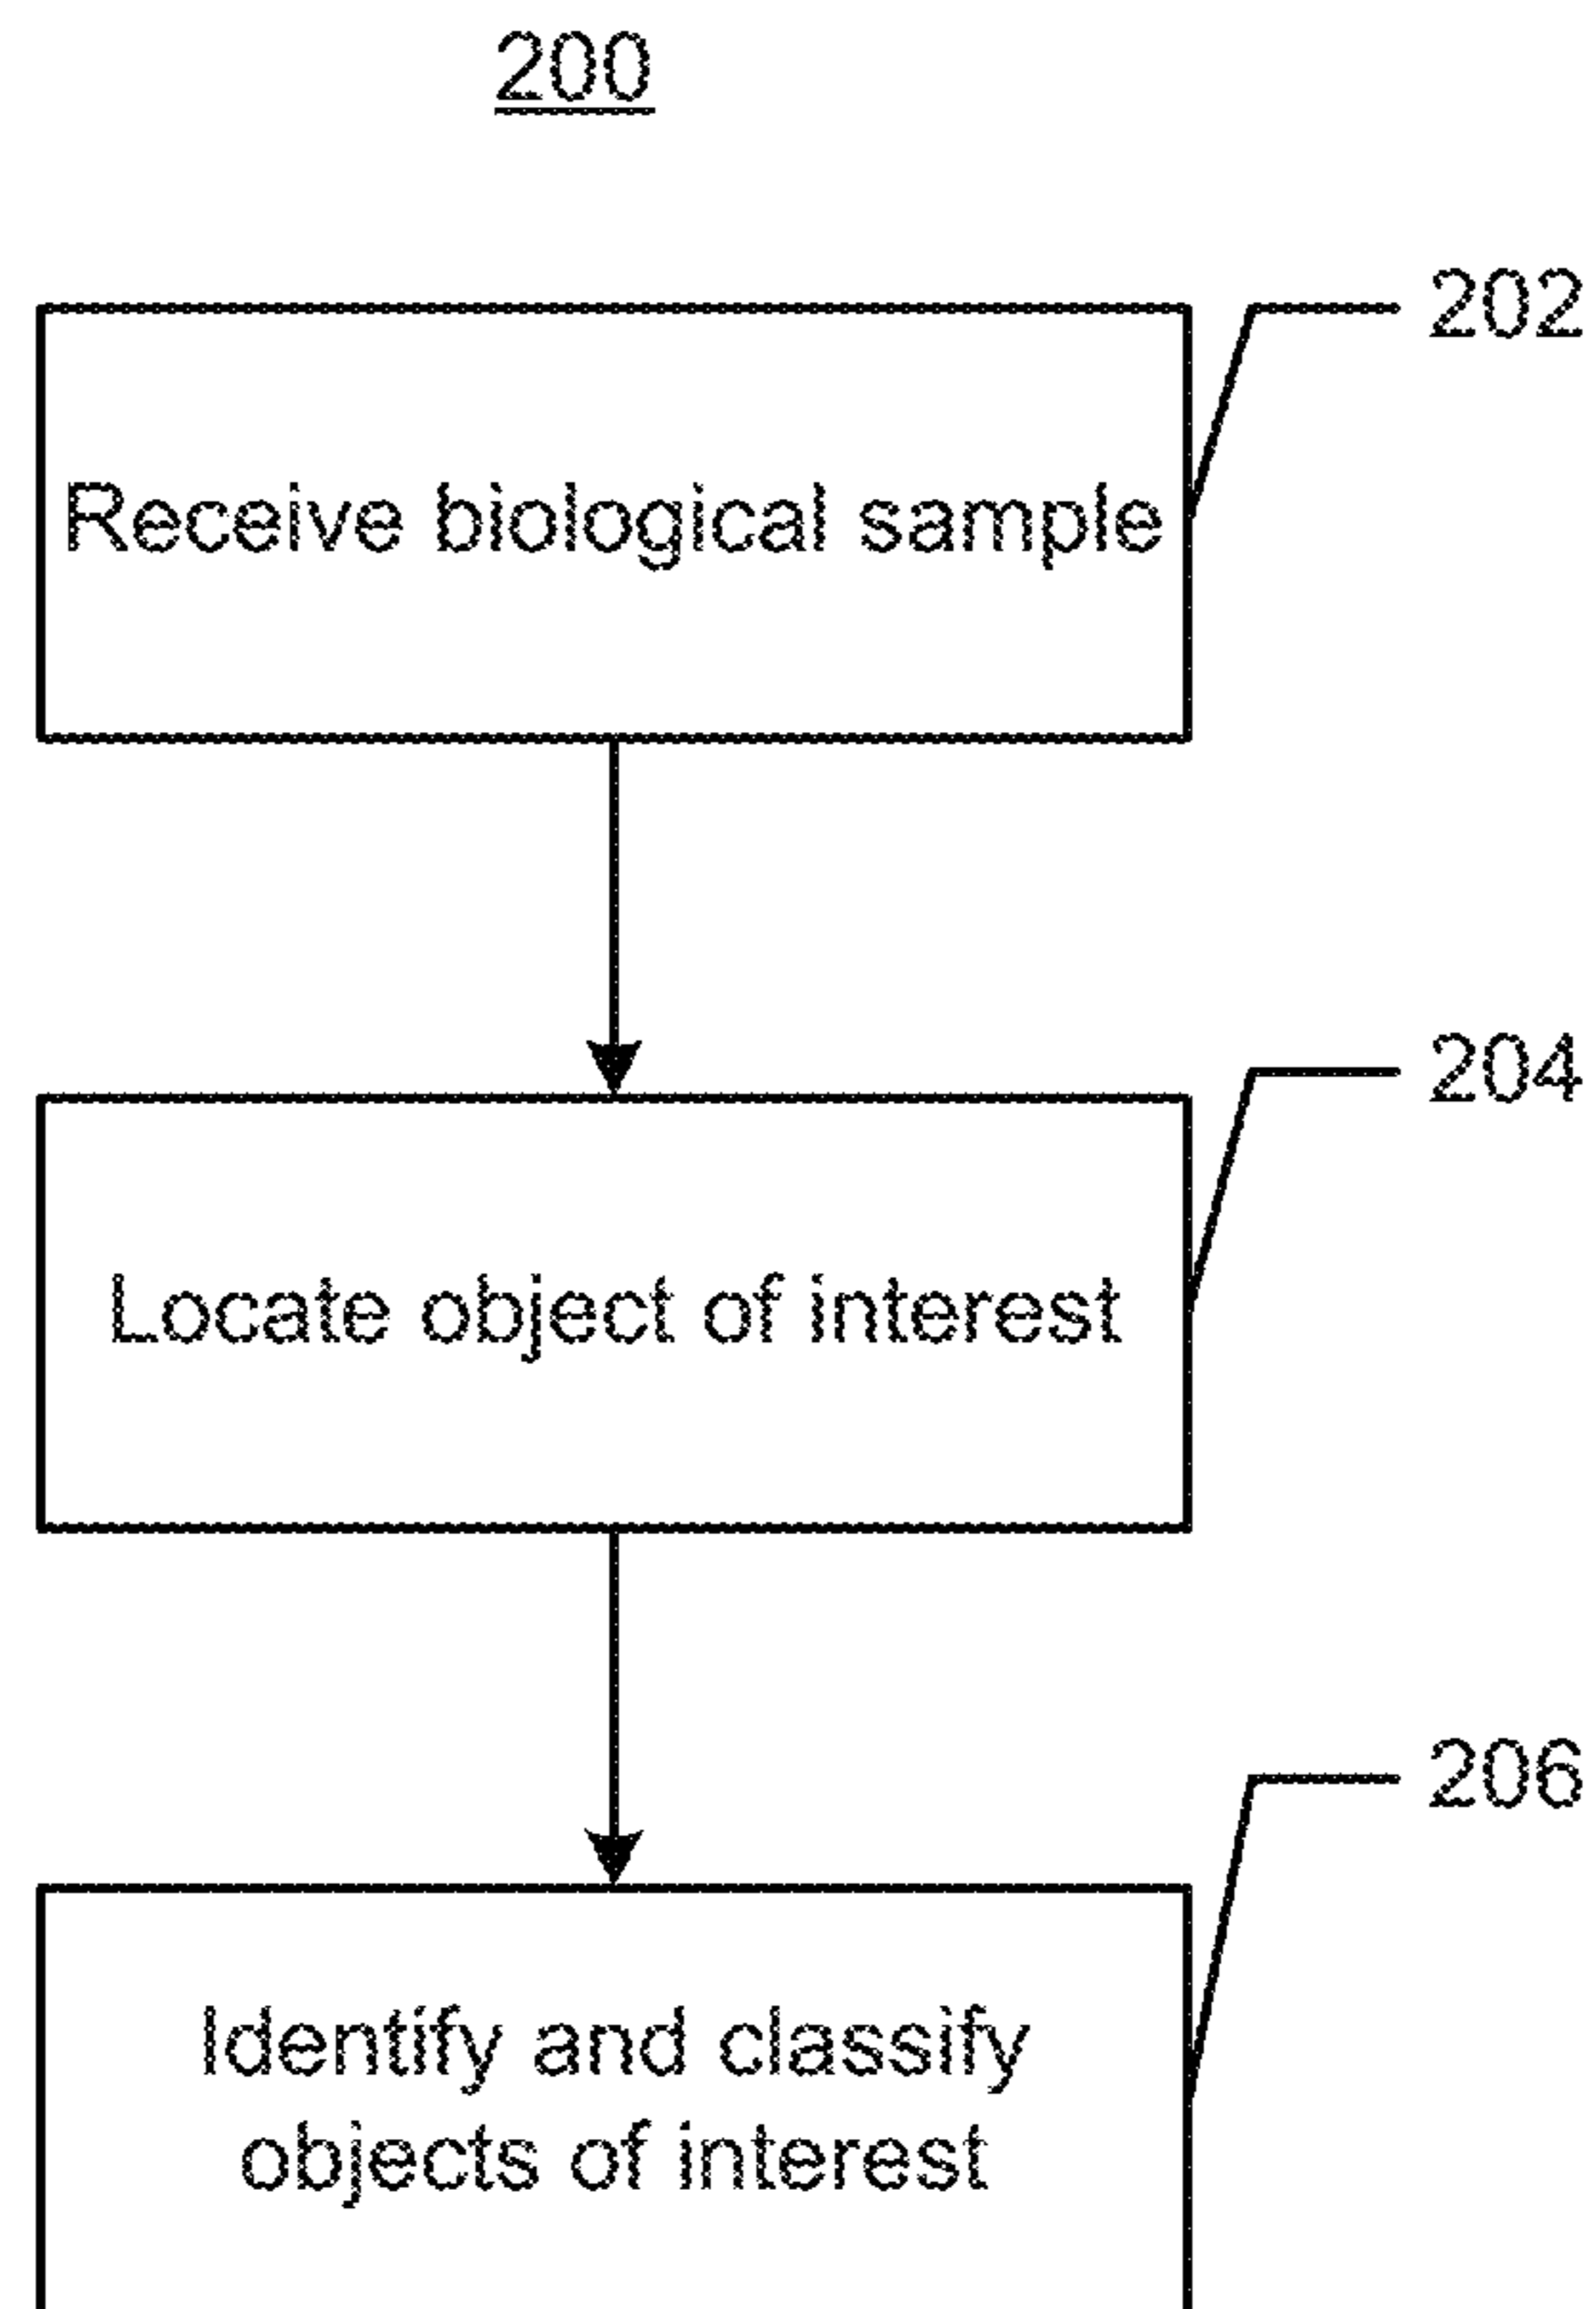 200
202
Receive biological sample
204
Locate object of interest
206
Identify and classify
objects of interest